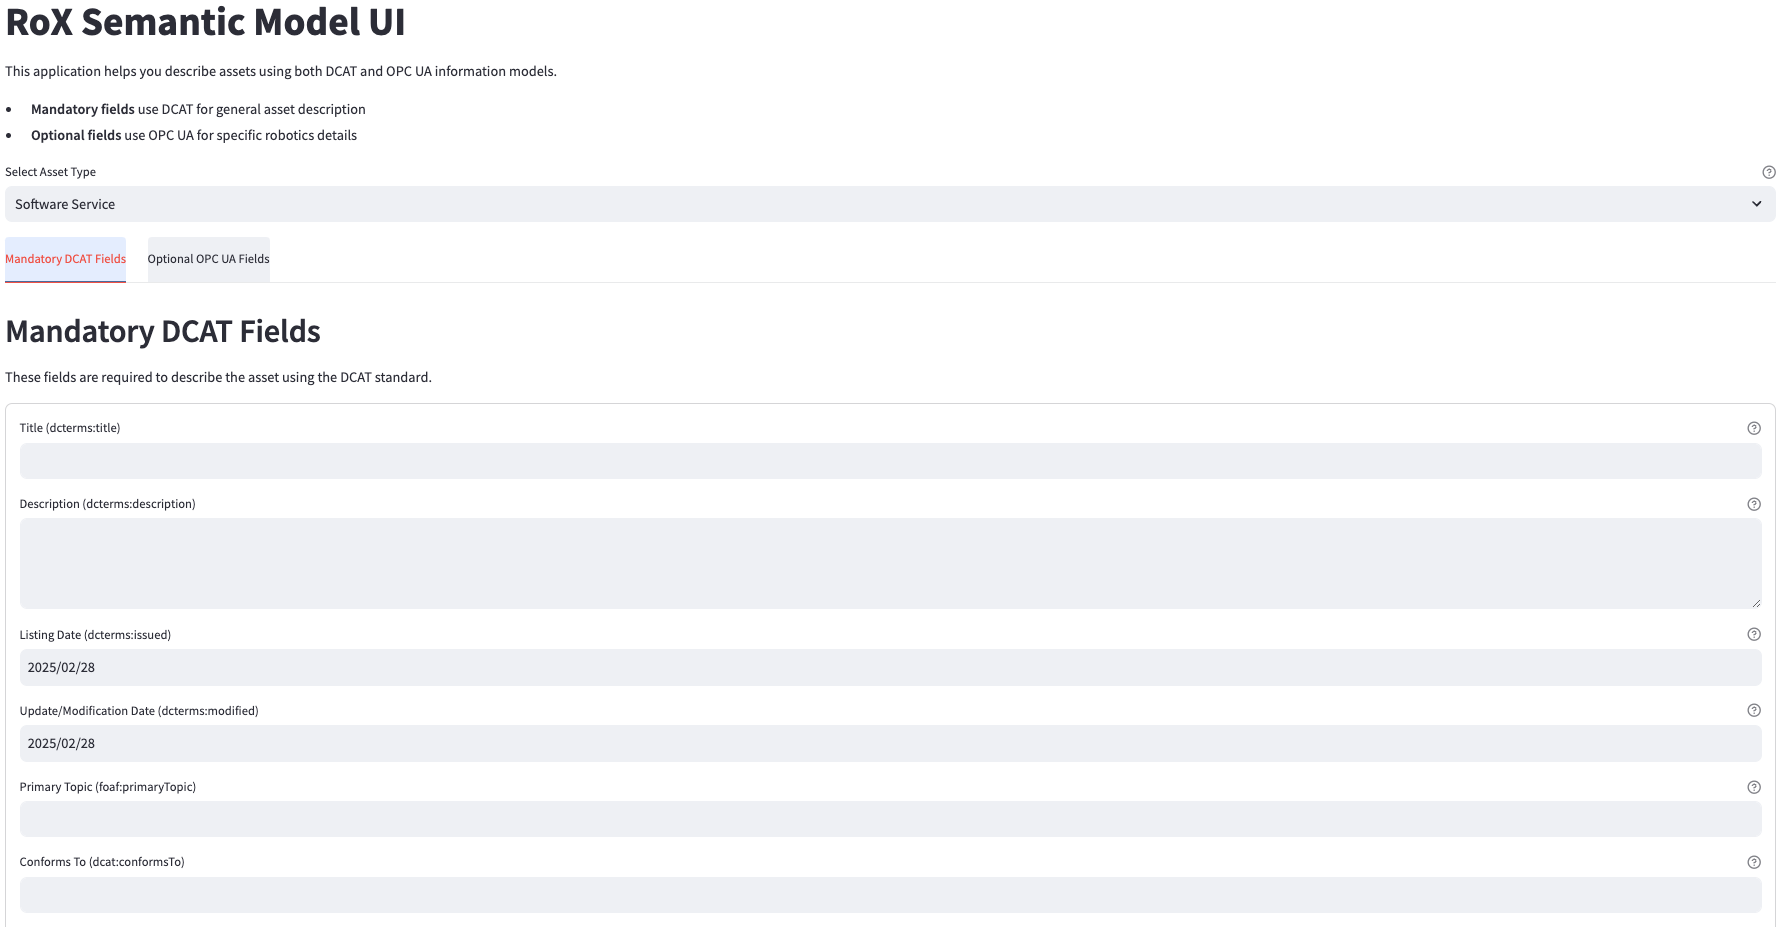 RoX Semantic Model UI
This application helps you describe assets using both DCAT and OPC UA information models.
• Mandatory fields use DCAT for general asset description
• Optional fields use OPC UA for specific robotics details
Select Asset Type
Software Service
Mandatory DCAT Fields Optional OPC UA Fields
Mandatory DCAT Fields
These fields are required to describe the asset using the DCAT standard.
Title (dcterms:title)
Description (dcterms:description)
Listing Date (dcterms:issued)
2025/02/28
Update/Modification Date (dcterms:modified)
2025/02/28
Primary Topic (foaf:primaryTopic)
Conforms To (dcat:conformsTo)